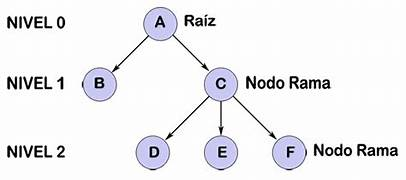 NIVEL 0 A Raíz
NIVEL 1 B C Nodo Rama
NIVEL 2 D E F Nodo Rama